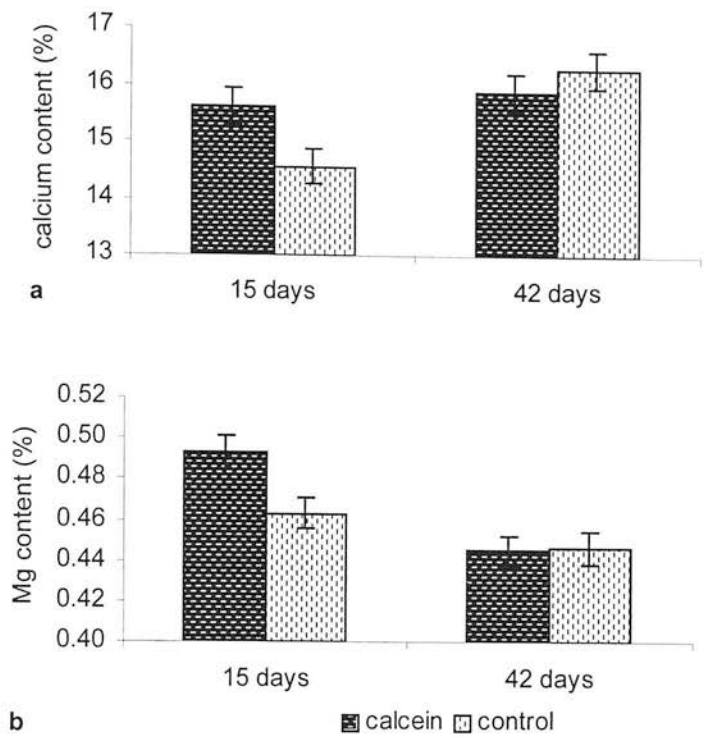 calcium content (%)
17
16
15
14
13
15 days
42 days
a
Mg content (%)
0.52
0.50
0.48
0.46
0.44
0.42
0.40
15 days
42 days
b
calcein control